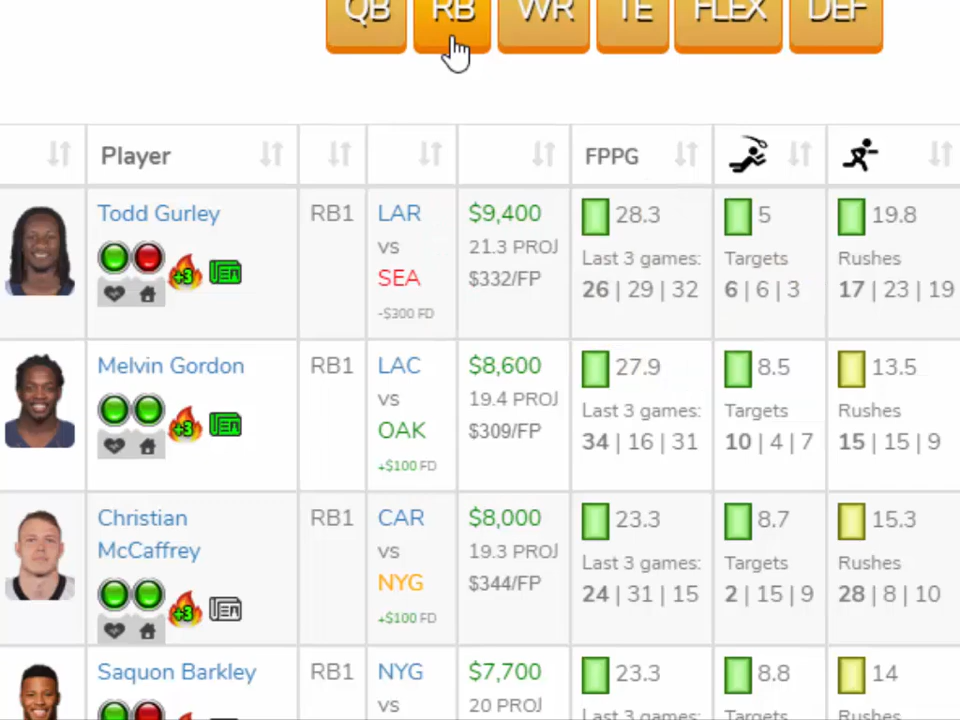 QB RB WR TE FLEX DEF
Player FPPG
Todd Gurley RB1 LAR $9,400 28.3 5 19.8
vs 21.3 PROJ Last 3 games: Targets Rushes
+3 SEA $332/FP 26 | 29 | 32 6 | 6 | 3 17 | 23 | 19
-$300 FD
Melvin Gordon RB1 LAC $8,600 27.9 8.5 13.5
vs 19.4 PROJ Last 3 games: Targets Rushes
+3 OAK $309/FP 34 | 16 | 31 10 | 4 | 7 15 | 15 | 9
+$100 FD
Christian RB1 CAR $8,000 23.3 8.7 15.3
McCaffrey vs 19.3 PROJ Last 3 games: Targets Rushes
+3 NYG $344/FP 24 | 31 | 15 2 | 15 | 9 28 | 8 | 10
+$100 FD
Saquon Barkley RB1 NYG $7,700 23.3 8.8 14
vs 20 PROJ Last 3 games: Targets Rushes